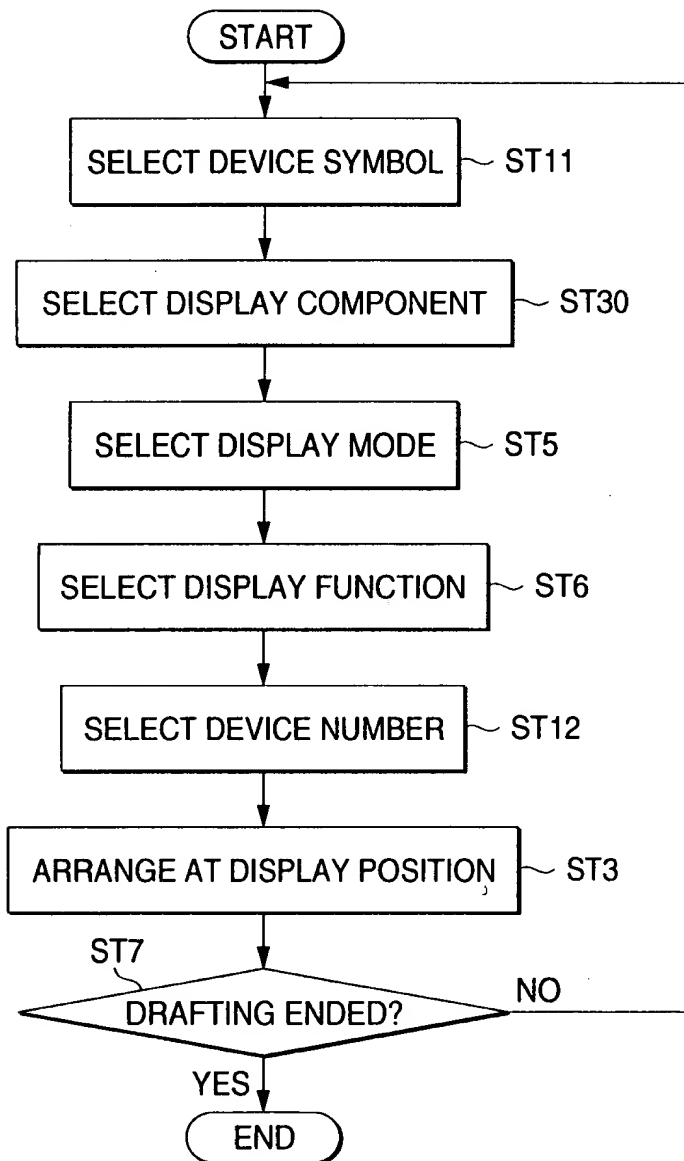 START
SELECT DEVICE SYMBOL ST11
SELECT DISPLAY COMPONENT ST30
SELECT DISPLAY MODE ST5
SELECT DISPLAY FUNCTION ST6
SELECT DEVICE NUMBER ST12
ARRANGE AT DISPLAY POSITION ST3
ST7
DRAFTING ENDED? NO
YES
END